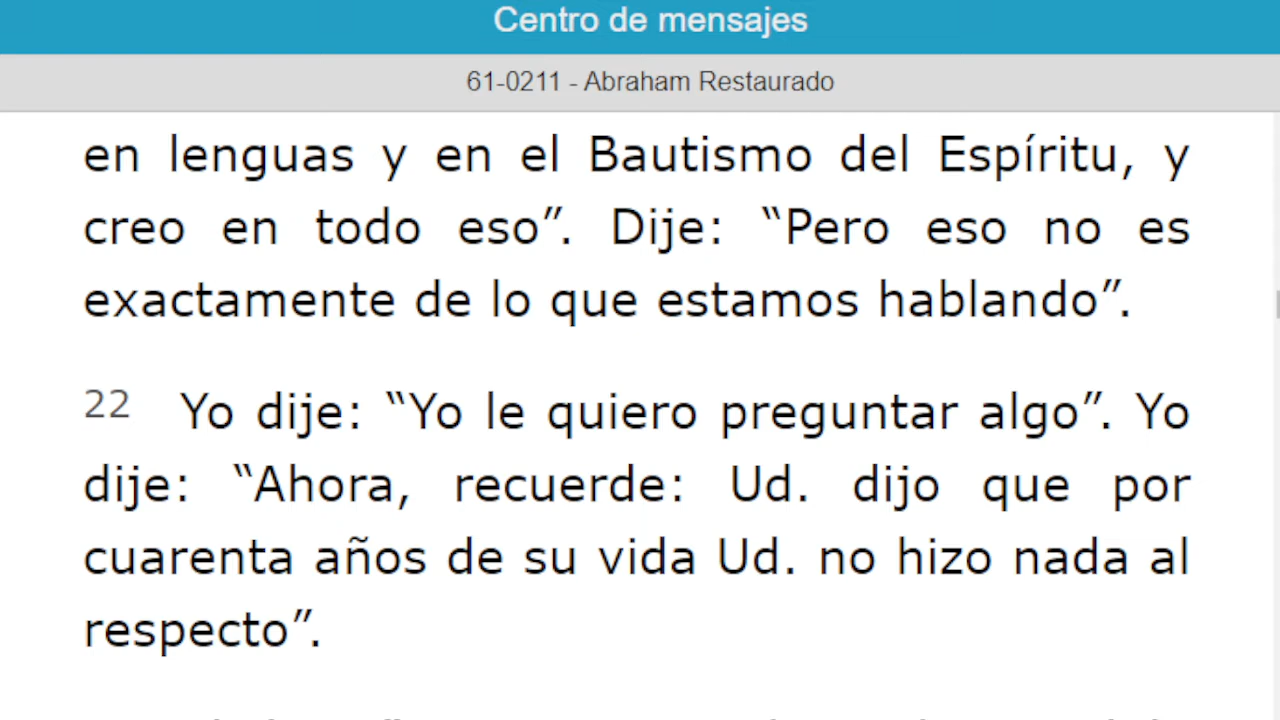 Centro de mensajes
61-0211 - Abraham Restaurado
en lenguas y en el Bautismo del Espíritu, y
creo en todo eso”. Dije: “Pero eso no es
exactamente de lo que estamos hablando”.
22 Yo dije: “Yo le quiero preguntar algo”. Yo
dije: “Ahora, recuerde: Ud. dijo que por
cuarenta años de su vida Ud. no hizo nada al
respecto”.